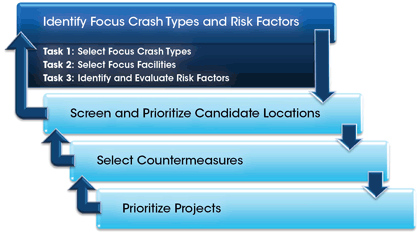 Identify Focus Crash Types and Risk Factors
Task 1: Select Focus Crash Types
Task 2: Select Focus Facilities
Task 3: Identify and Evaluate Risk Factors
Screen and Prioritize Candidate Locations
Select Countermeasures
Prioritize Projects